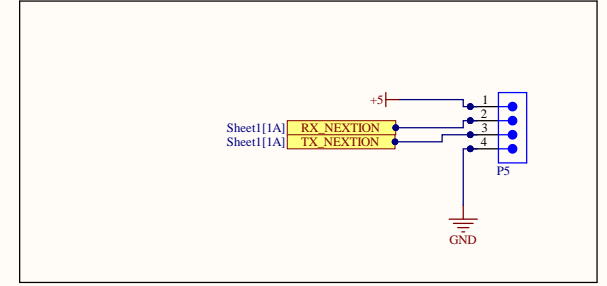 +5
1
2
Sheet1[1A] RX_NEXTION
3
Sheet1[1A] TX_NEXTION
4
P5
GND